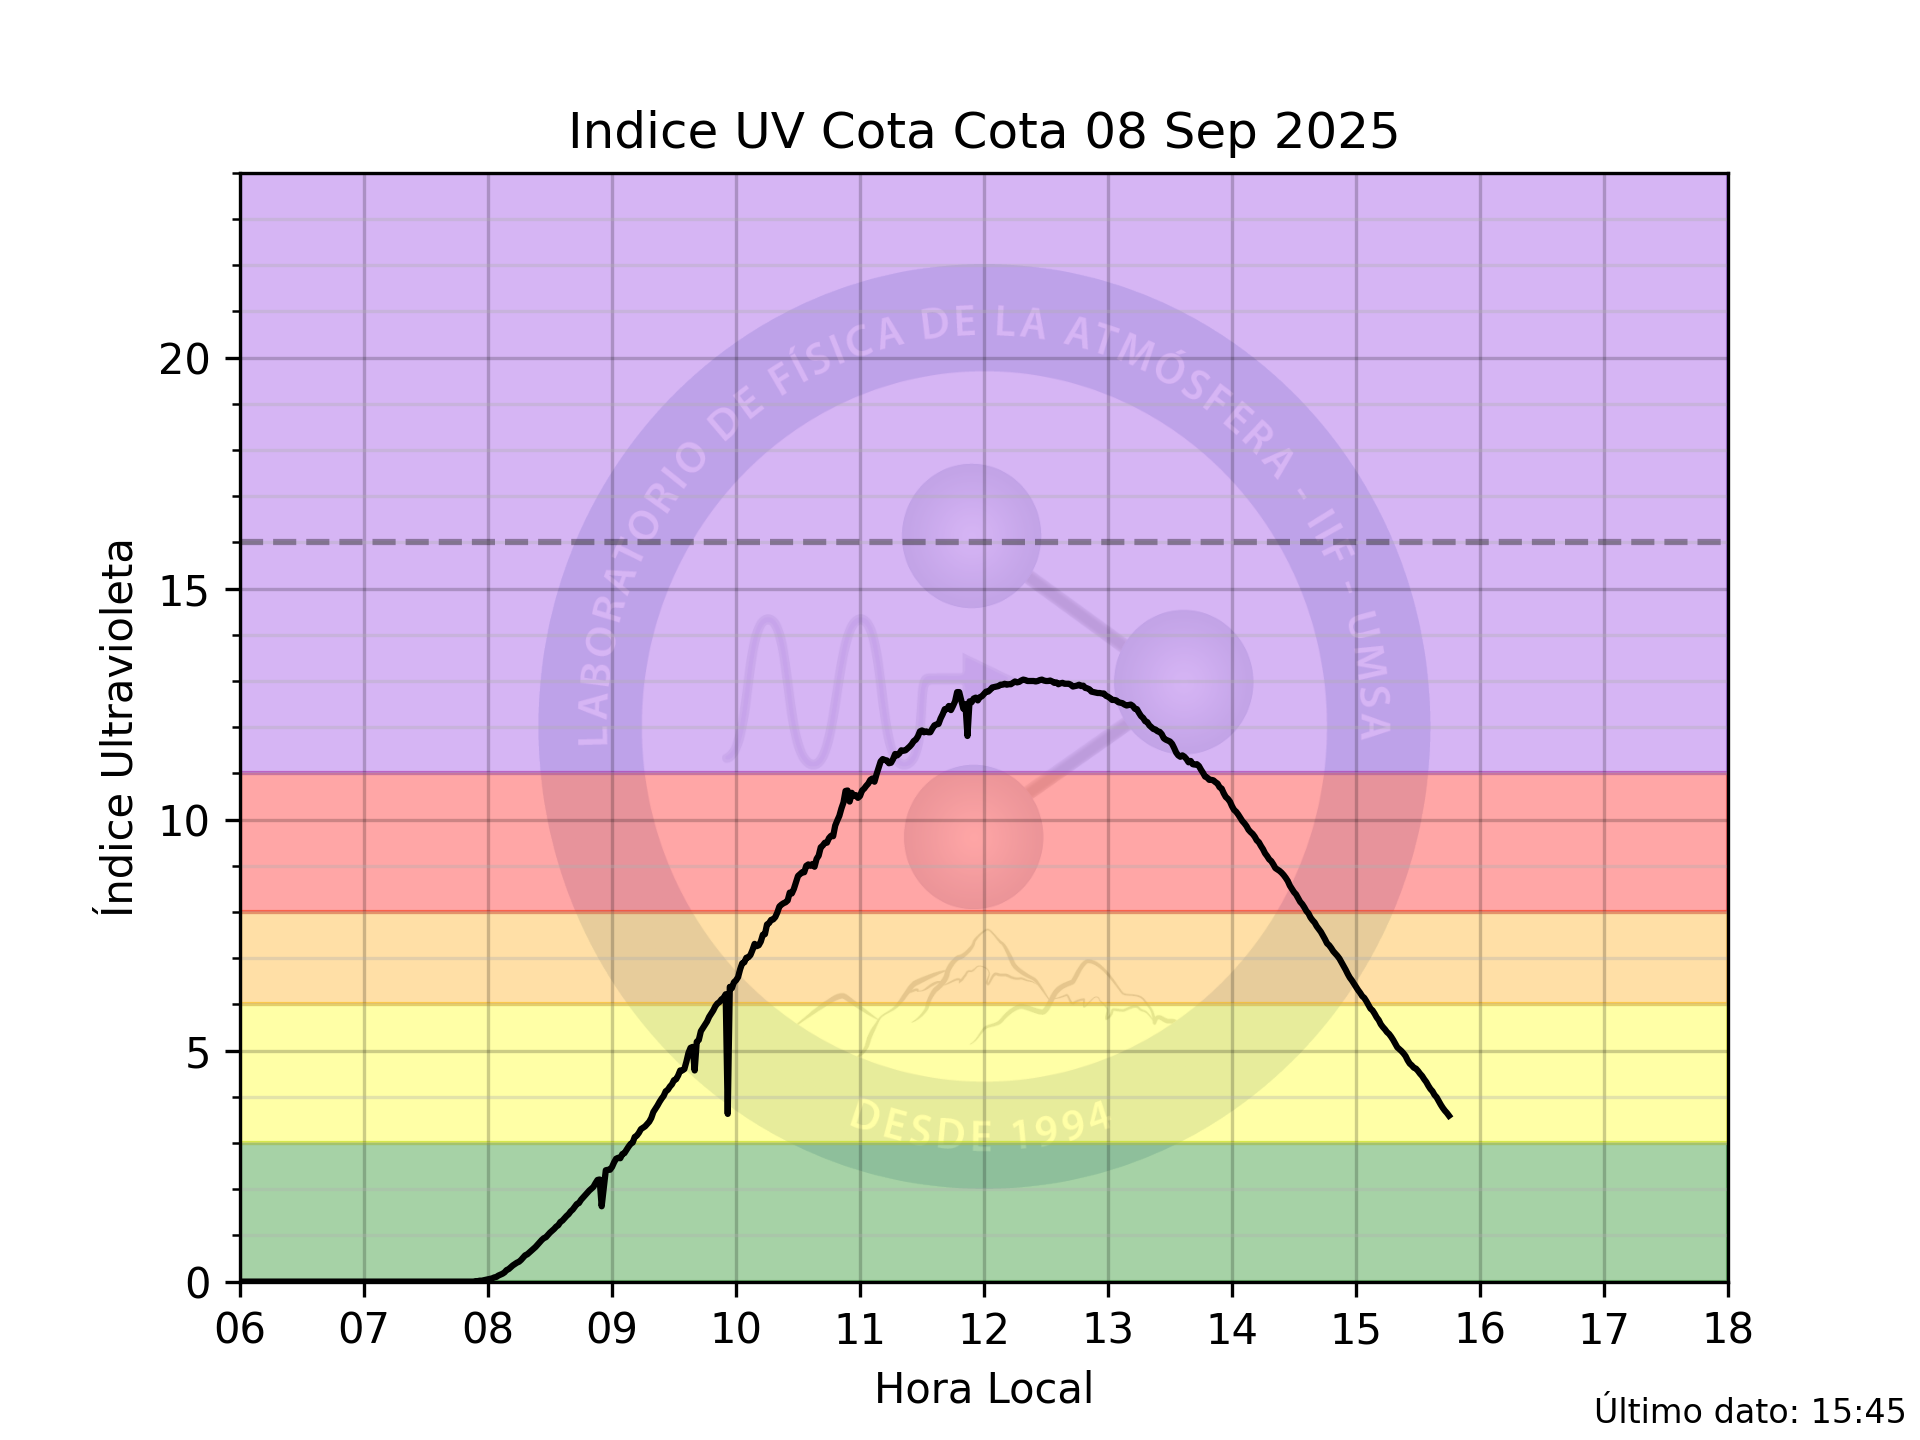 Indice UV Cota Cota 08 Sep 2025
Índice Ultravioleta
20
15
10
5
0
LABORATORIO DE FÍSICA DE LA ATMÓSFERA - IIF - UMSA
DESDE 1994
06 07 08 09 10 11 12 13 14 15 16 17 18
Hora Local
Último dato: 15:45